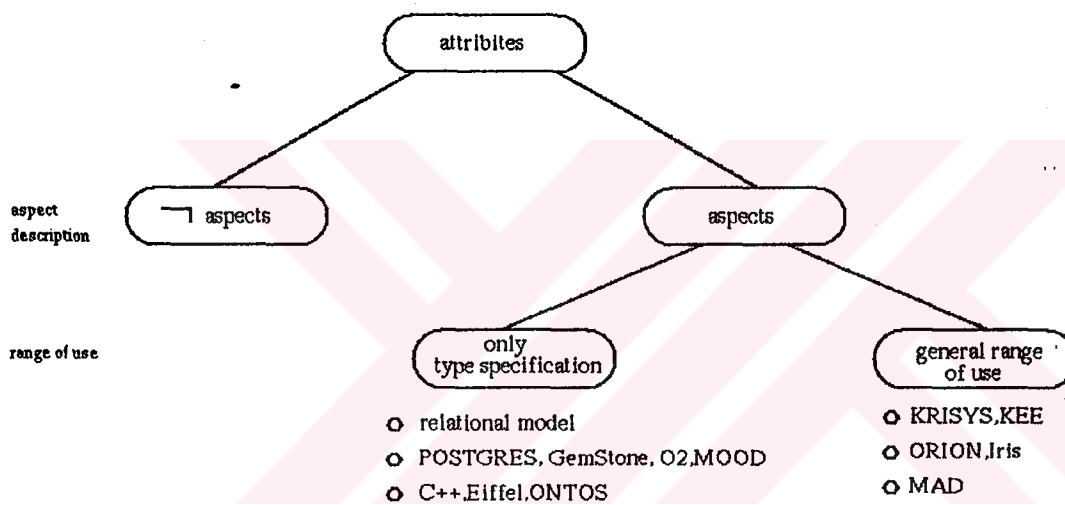 attribites
aspect
description
¬ aspects
aspects
range of use
only
type specification
general range
of use
relational model
POSTGRES, GemStone, O2,MOOD
C++,Eiffel,ONTOS
KRISYS,KEE
ORION,Iris
MAD